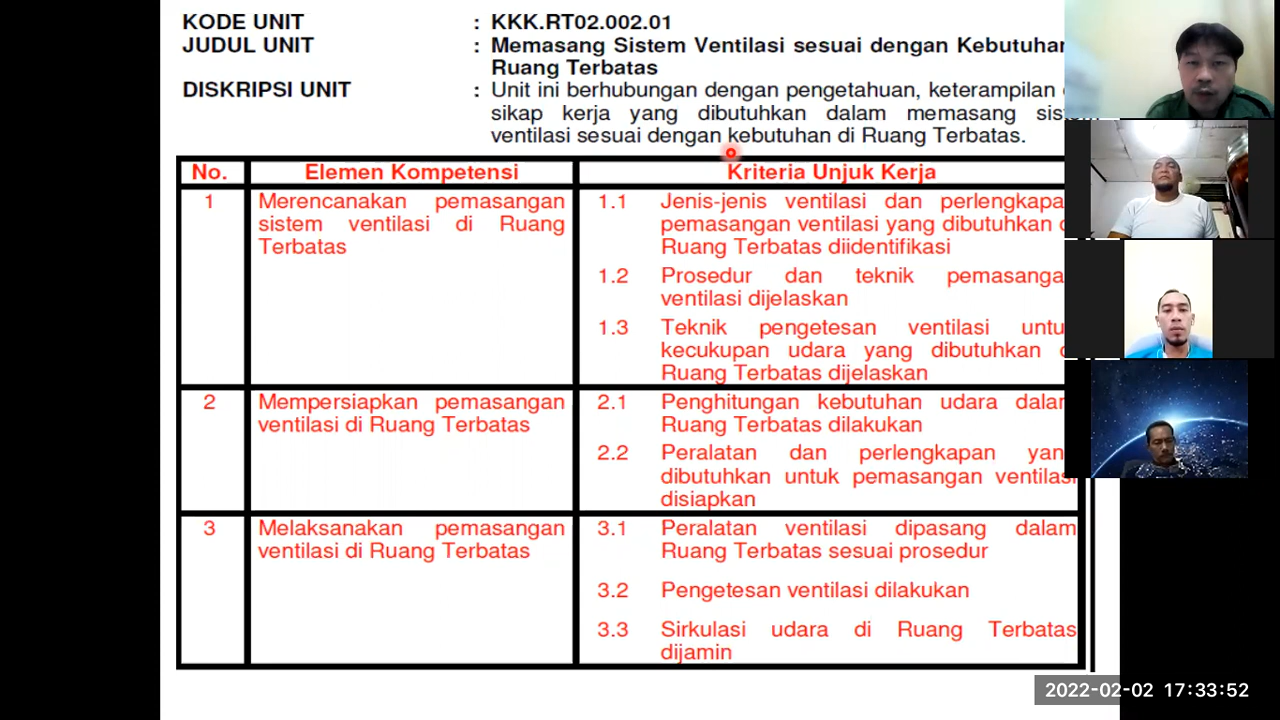 KODE UNIT : KKK.RT02.002.01
JUDUL UNIT : Memasang Sistem Ventilasi sesuai dengan
Ruang Terbatas
DISKRIPSI UNIT : Unit ini berhubungan dengan pengetahuan, keterampilan
sikap kerja yang dibutuhkan dalam memasang
ventilasi sesuai dengan kebutuhan di Ruang Terbatas.
No. Elemen Kompetensi Kriteria Unjuk Kerja
1 Merencanakan pemasangan
sistem ventilasi di Ruang
Terbatas
1.1 Jenis-jenis ventilasi dan
pemasangan ventilasi yang dibutuhkan
Ruang Terbatas diidentifikasi
1.2 Prosedur dan teknik
ventilasi dijelaskan
1.3 Teknik pengetesan ventilasi
kecukupan udara yang dibutuhkan
Ruang Terbatas dijelaskan
2 Mempersiapkan pemasangan
ventilasi di Ruang Terbatas
2.1 Penghitungan kebutuhan udara
Ruang Terbatas dilakukan
2.2 Peralatan dan perlengkapan
dibutuhkan untuk pemasangan ventilasi
disiapkan
3 Melaksanakan pemasangan
ventilasi di Ruang Terbatas
3.1 Peralatan ventilasi dipasang dalam
Ruang Terbatas sesuai prosedur
3.2 Pengetesan ventilasi dilakukan
3.3 Sirkulasi udara di Ruang Terbatas
dijamin
2022-02-02 17:33:52